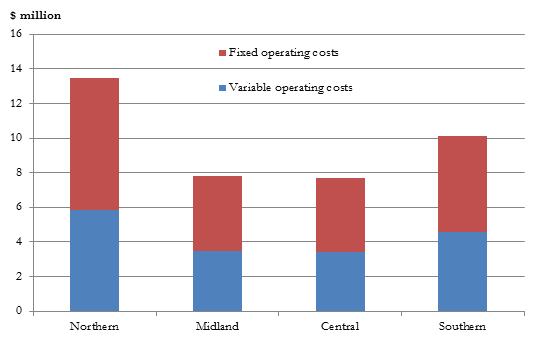 $ million
16
14
12
10
8
6
4
2
0
Fixed operating costs
Variable operating costs
Northern
Midland
Central
Southern